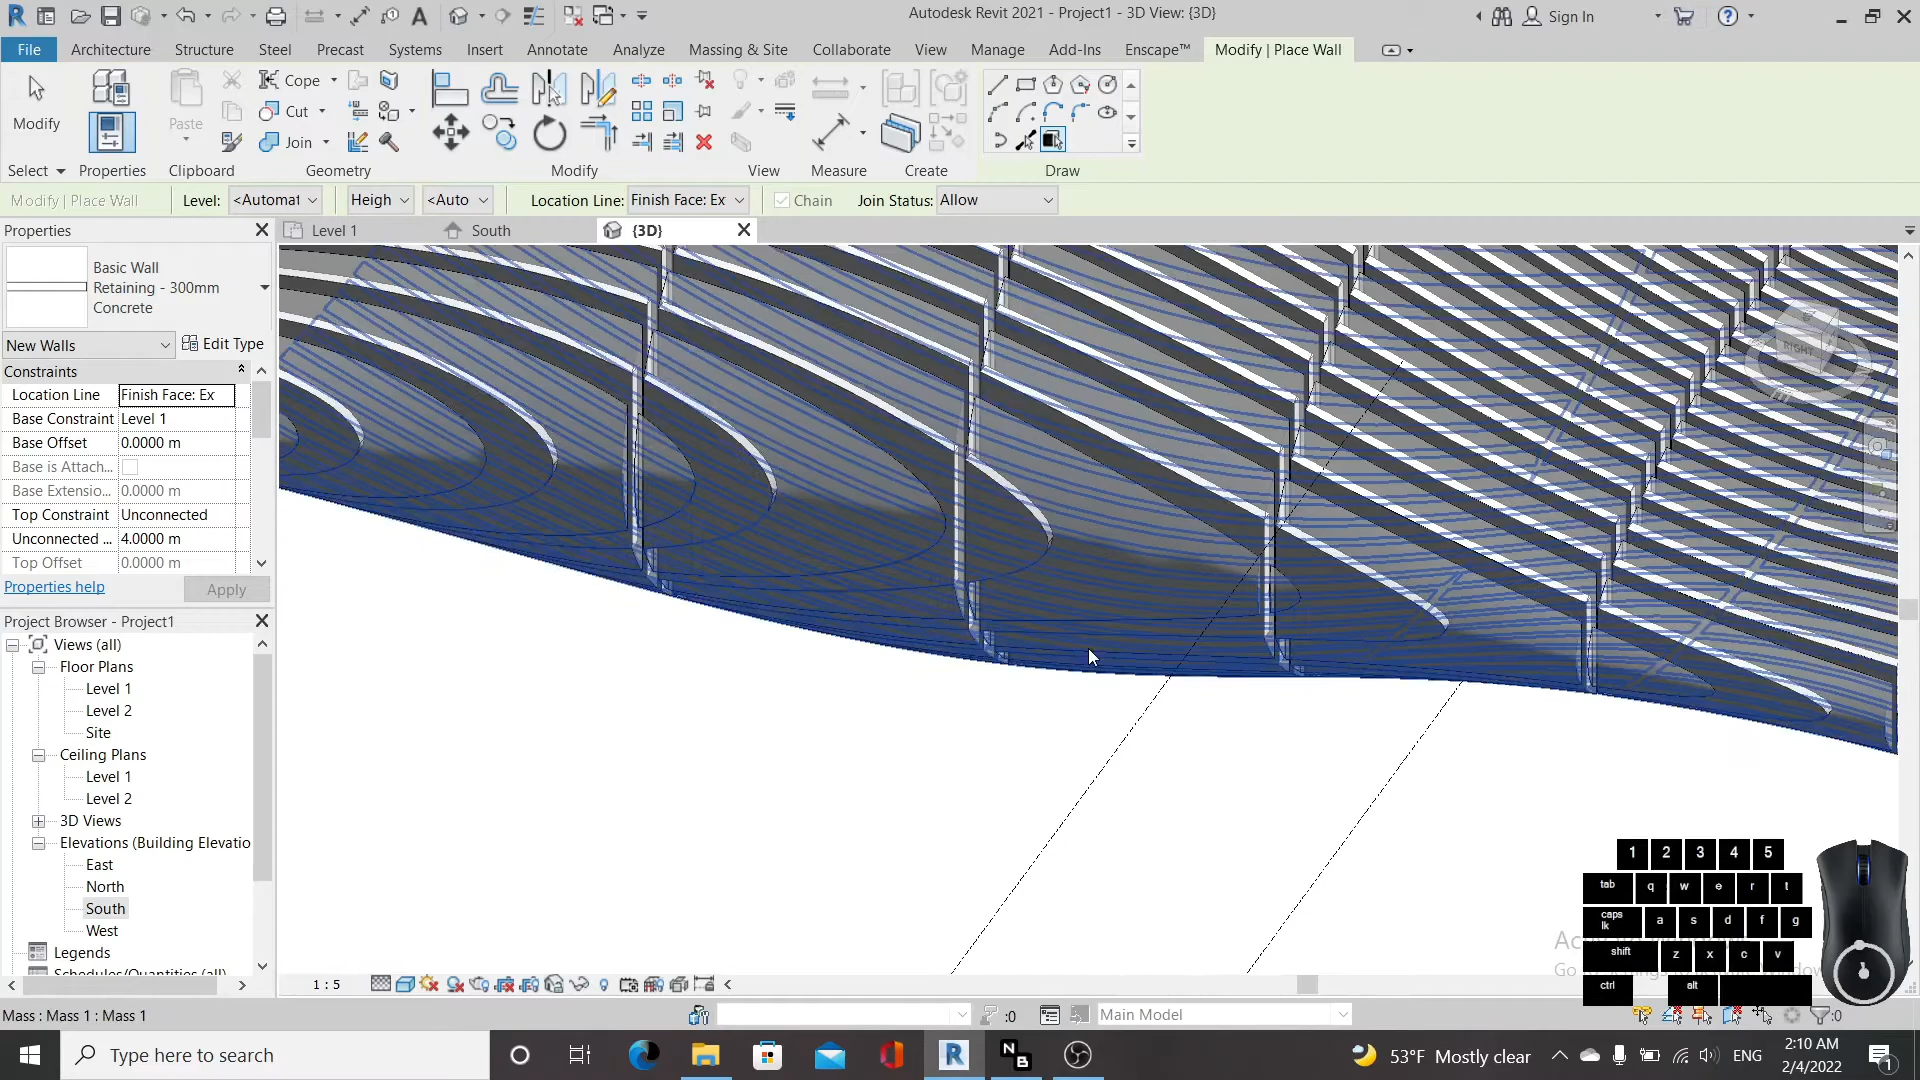 Autodesk Revit 2021 - Project1 - 3D View: {3D}
Sign In
File Architecture Structure Steel Precast Systems Insert Annotate Analyze Massing & Site Collaborate View Manage Add-Ins Enscape™ Modify | Place Wall
Modify
Paste
Cope
Cut
Join
Select Properties Clipboard Geometry Modify View Measure Create Draw
Modify | Place Wall Level: <Automat Heigh <Auto Location Line: Finish Face: Ex Chain Join Status: Allow
Properties
Level 1 South {3D}
Basic Wall
Retaining - 300mm
Concrete
New Walls Edit Type
Constraints
Location Line Finish Face: Ex
Base Constraint Level 1
Base Offset 0.0000 m
Base is Attach...
Base Extensio... 0.0000 m
Top Constraint Unconnected
Unconnected ... 4.0000 m
Top Offset 0.0000 m
Properties help Apply
RIGHT
Project Browser - Project1
Views (all)
Floor Plans
Level 1
Level 2
Site
Ceiling Plans
Level 1
Level 2
3D Views
Elevations (Building Elevatio
East
North
South
West
Legends
Schedules/Quantities (all)
1 2 3 4 5
tab q w e r t
caps lk a s d f g
shift z x c v
ctrl alt
1 : 5
Mass : Mass 1 : Mass 1
:0
Main Model
:0
Type here to search
53°F Mostly clear
ENG
2:10 AM
2/4/2022
1